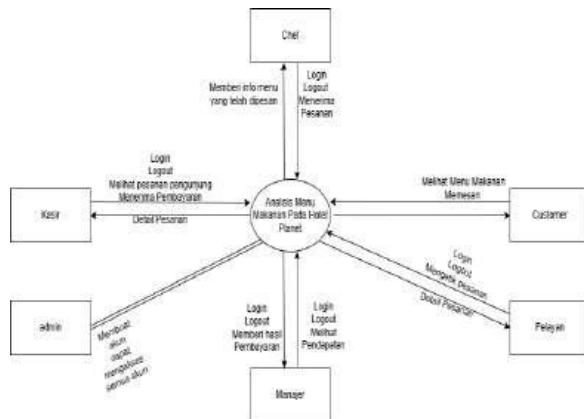 Chef
Memberi info menu
yang telah dipesan
Login
Logout
Menerima
Pesanan
Login
Logout
Melihat pesanan pengunjung
Menerima Pembayaran
Kasir
Detail Pesanan
Analisis Menu
Makanan Pada Hotel
Planet
Melihat Menu Makanan
Memesan
Customer
admin
Membuat
akun
dapat
mengakses
semua akun
Login
Logout
Memberi hasil
Pembayaran
Login
Logout
Melihat
Pendapatan
Login
Logout
Mengetik pesanan
Detail Pesanan
Pelayan
Manajer